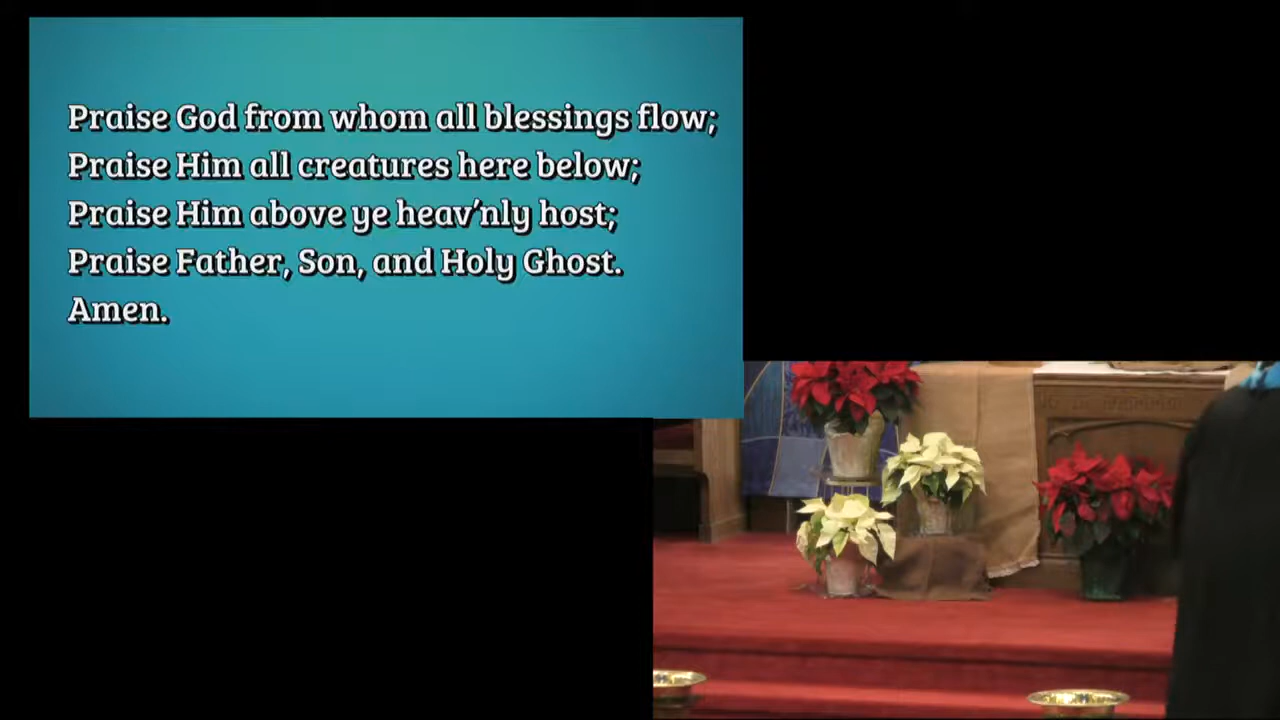 Praise God from whom all blessings flow;
Praise Him all creatures here below;
Praise Him above ye heav'nly host;
Praise Father, Son, and Holy Ghost.
Amen.